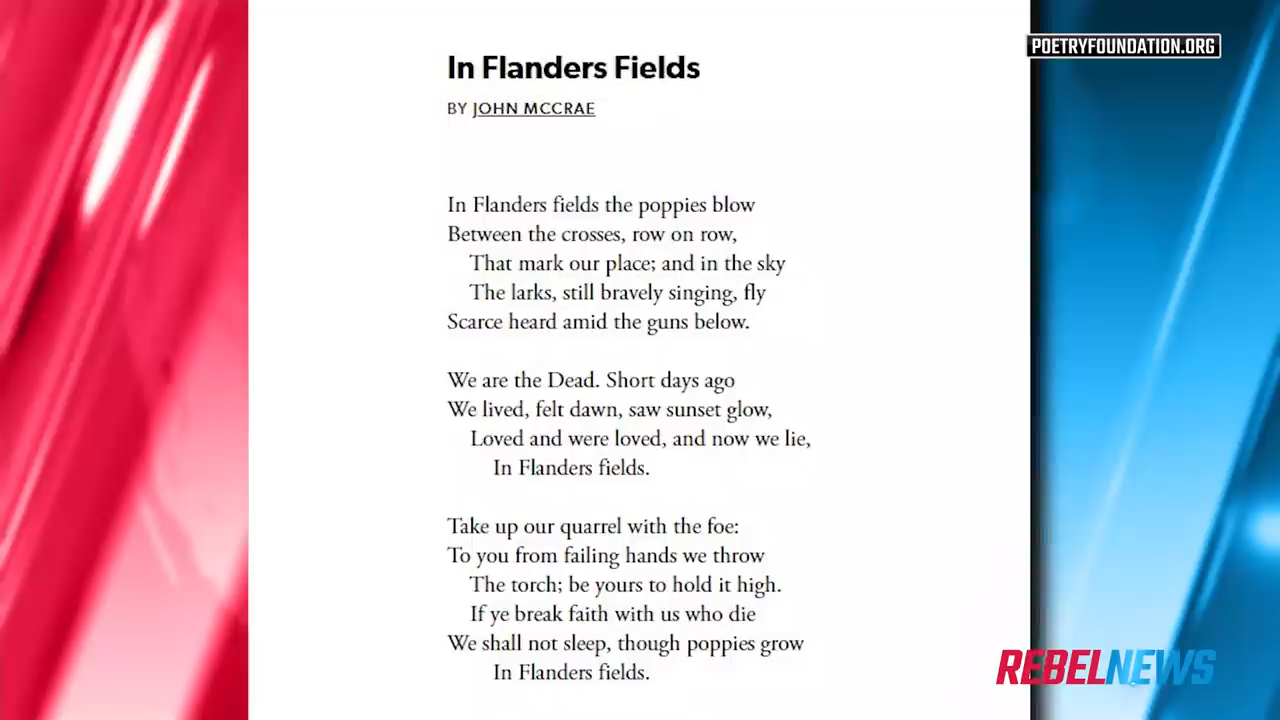 POETRYFOUNDATION.ORG
In Flanders Fields
BY JOHN MCCRAE
In Flanders fields the poppies blow
Between the crosses, row on row,
That mark our place; and in the sky
The larks, still bravely singing, fly
Scarce heard amid the guns below.
We are the Dead. Short days ago
We lived, felt dawn, saw sunset glow,
Loved and were loved, and now we lie,
In Flanders fields.
Take up our quarrel with the foe:
To you from failing hands we throw
The torch; be yours to hold it high.
If ye break faith with us who die
We shall not sleep, though poppies grow
In Flanders fields.
REBELNEWS